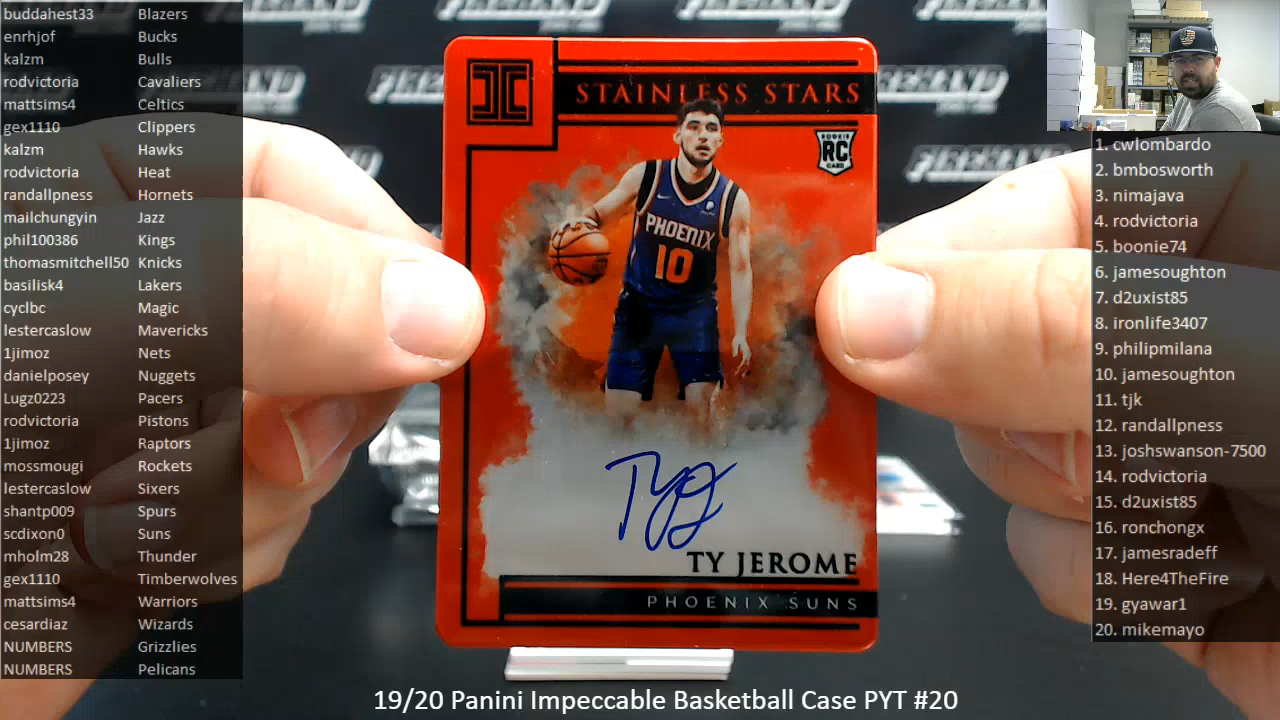 buddahest33 Blazers
enrhjof Bucks
kalzm Bulls
rodvictoria Cavaliers
mattsims4 Celtics
gex1110 Clippers
kalzm Hawks
rodvictoria Heat
randallpness Hornets
mailchungyin Jazz
phil100386 Kings
thomasmitchell50 Knicks
basilisk4 Lakers
cyclbc Magic
lestercaslow Mavericks
1jimoz Nets
danielposey Nuggets
Lugz0223 Pacers
rodvictoria Pistons
1jimoz Raptors
mossmougi Rockets
lestercaslow Sixers
shantp009 Spurs
scdixon0 Suns
mholm28 Thunder
gex1110 Timberwolves
mattsims4 Warriors
cesardiaz Wizards
NUMBERS Grizzlies
NUMBERS Pelicans
STAINLESS STARS
ROOKIE
RC
CARD
PHOENIX
10
TY JEROME
PHOENIX SUNS
1. cwlombardo
2. bmbosworth
3. nimajava
4. rodvictoria
5. boonie74
6. jamesoughton
7. d2uxist85
8. ironlife3407
9. philipmilana
10. jamesoughton
11. tjk
12. randallpness
13. joshswanson-7500
14. rodvictoria
15. d2uxist85
16. ronchongx
17. jamesradeff
18. Here4TheFire
19. gyawar1
20. mikemayo
19/20 Panini Impeccable Basketball Case PYT #20